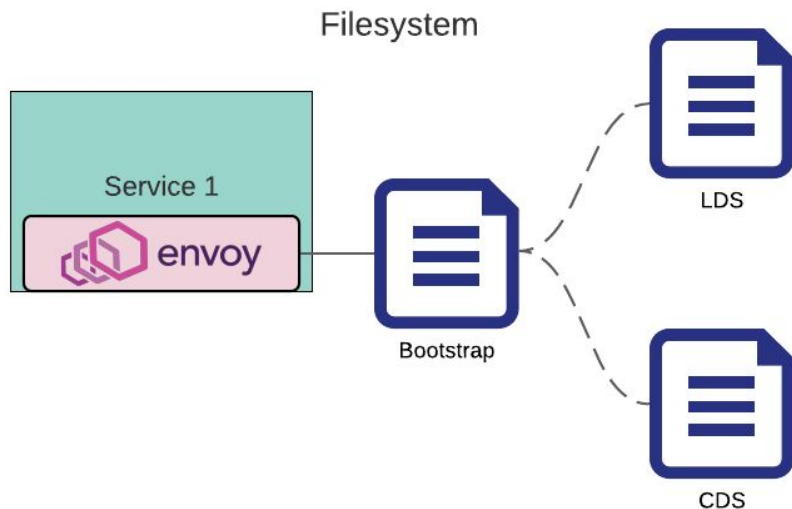 Filesystem
Service 1
envoy
Bootstrap
LDS
CDS